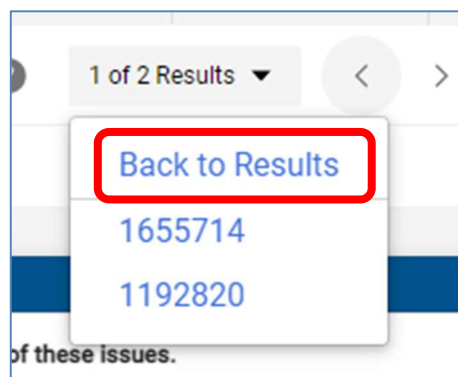 1 of 2 Results
Back to Results
1655714
1192820
of these issues.